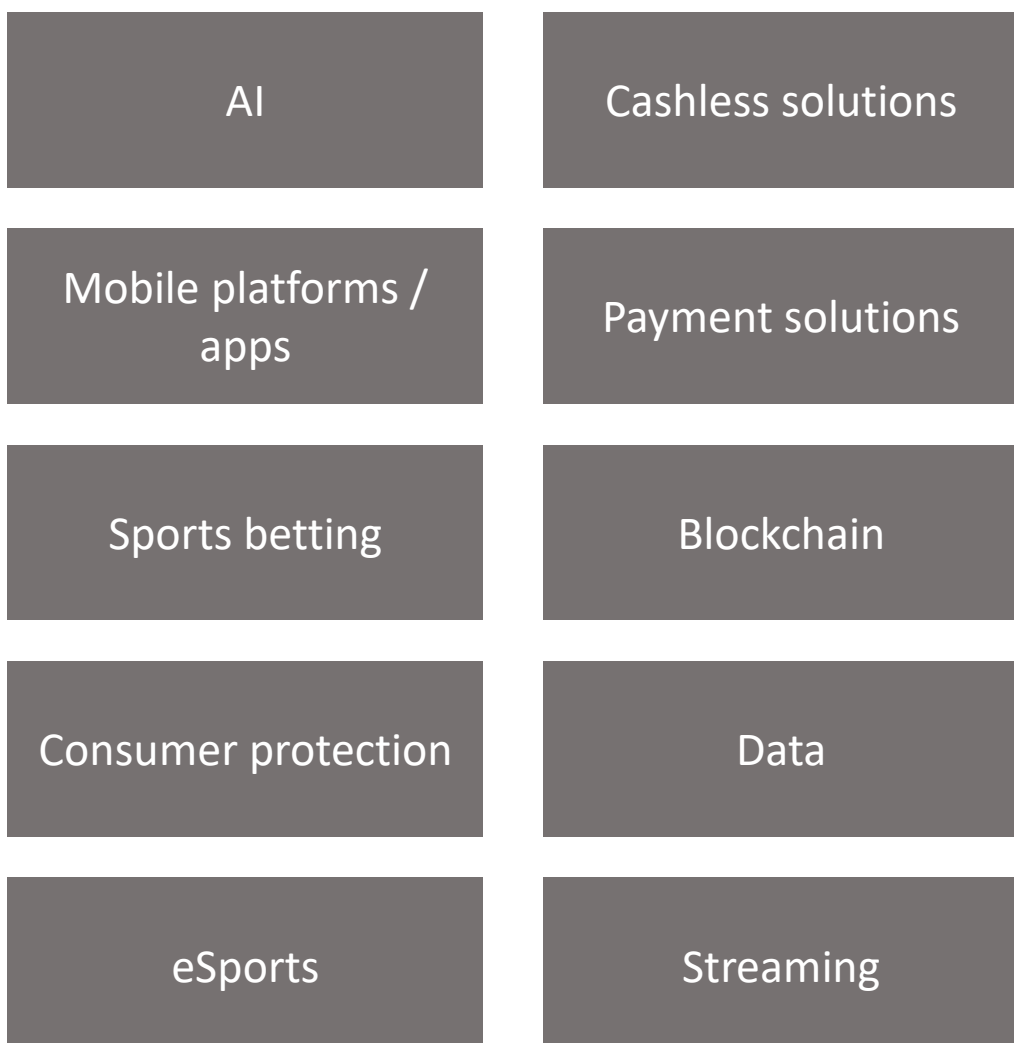 AI
Cashless solutions
Mobile platforms /
apps
Payment solutions
Sports betting
Blockchain
Consumer protection
Data
eSports
Streaming